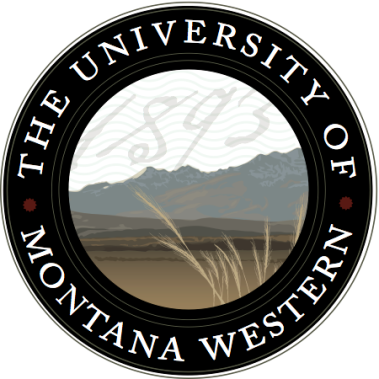 THE UNIVERSITY OF
MONTANA WESTERN
1893